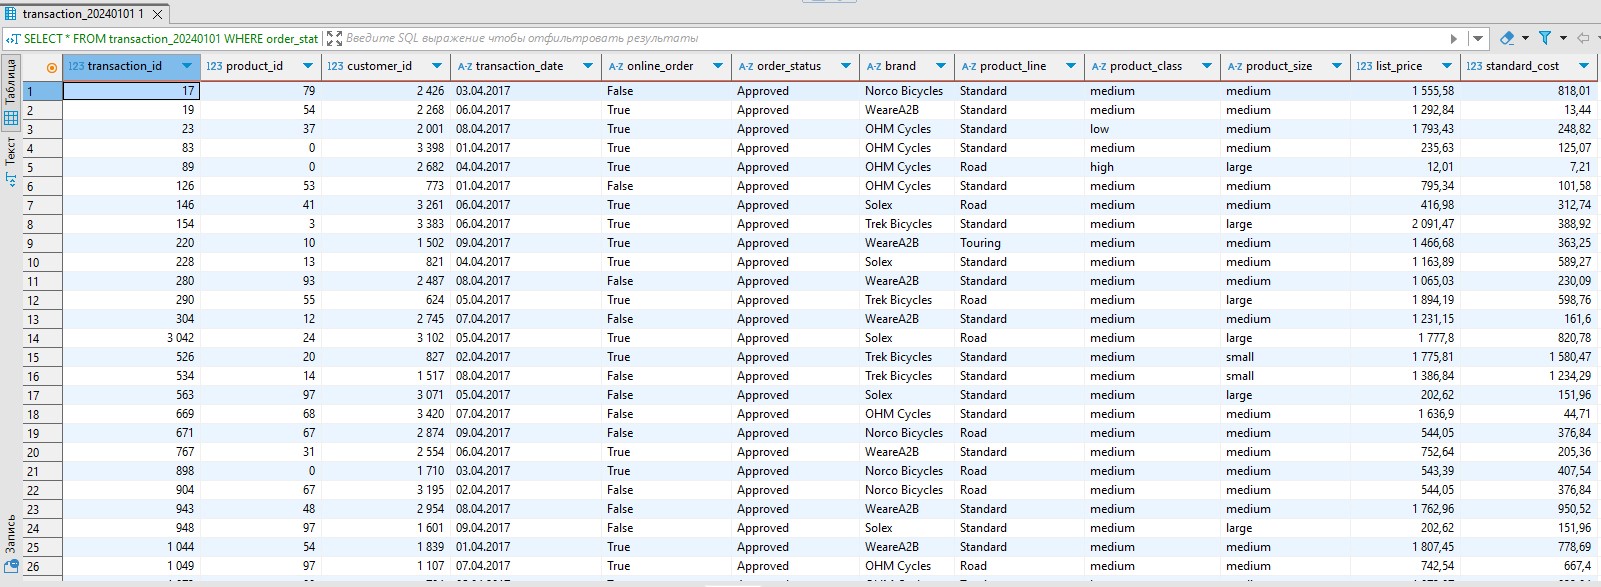 transaction_20240101 1
SELECT * FROM transaction_20240101 WHERE order_stat Введите SQL выражение чтобы отфильтровать результаты
Таблица
Текст
Запись
123 transaction_id 123 product_id 123 customer_id A-Z transaction_date A-Z online_order A-Z order_status A-Z brand A-Z product_line A-Z product_class A-Z product_size 123 list_price 123 standard_cost
1 17 79 2 426 03.04.2017 False Approved Norco Bicycles Standard medium medium 1 555,58 818,01
2 19 54 2 268 06.04.2017 True Approved WeareA2B Standard medium medium 1 292,84 13,44
3 23 37 2 001 08.04.2017 True Approved OHM Cycles Standard low medium 1 793,43 248,82
4 83 0 3 398 01.04.2017 True Approved OHM Cycles Standard medium medium 235,63 125,07
5 89 0 2 682 04.04.2017 True Approved OHM Cycles Road high large 12,01 7,21
6 126 53 773 01.04.2017 False Approved OHM Cycles Standard medium medium 795,34 101,58
7 146 41 3 261 06.04.2017 True Approved Solex Road medium medium 416,98 312,74
8 154 3 3 383 06.04.2017 True Approved Trek Bicycles Standard medium large 2 091,47 388,92
9 220 10 1 502 09.04.2017 True Approved WeareA2B Touring medium medium 1 466,68 363,25
10 228 13 821 04.04.2017 True Approved Solex Standard medium medium 1 163,89 589,27
11 280 93 2 487 08.04.2017 False Approved WeareA2B Standard medium medium 1 065,03 230,09
12 290 55 624 05.04.2017 True Approved Trek Bicycles Road medium large 1 894,19 598,76
13 304 12 2 745 07.04.2017 False Approved WeareA2B Standard medium medium 1 231,15 161,6
14 3 042 24 3 102 05.04.2017 True Approved Solex Road medium large 1 777,8 820,78
15 526 20 827 02.04.2017 True Approved Trek Bicycles Standard medium small 1 775,81 1 580,47
16 534 14 1 517 08.04.2017 False Approved Trek Bicycles Standard medium small 1 386,84 1 234,29
17 563 97 3 071 05.04.2017 False Approved Solex Standard medium large 202,62 151,96
18 669 68 3 420 07.04.2017 False Approved OHM Cycles Standard medium medium 1 636,9 44,71
19 671 67 2 874 09.04.2017 False Approved Norco Bicycles Road medium medium 544,05 376,84
20 767 31 2 554 06.04.2017 True Approved WeareA2B Standard medium medium 752,64 205,36
21 898 0 1 710 03.04.2017 True Approved Norco Bicycles Road medium medium 543,39 407,54
22 904 67 3 195 02.04.2017 False Approved Norco Bicycles Road medium medium 544,05 376,84
23 943 48 2 954 08.04.2017 False Approved WeareA2B Standard medium medium 1 762,96 950,52
24 948 97 1 601 09.04.2017 False Approved Solex Standard medium large 202,62 151,96
25 1 044 54 1 839 01.04.2017 True Approved WeareA2B Standard medium medium 1 807,45 778,69
26 1 049 97 1 107 07.04.2017 True Approved OHM Cycles Road medium medium 742,54 667,4